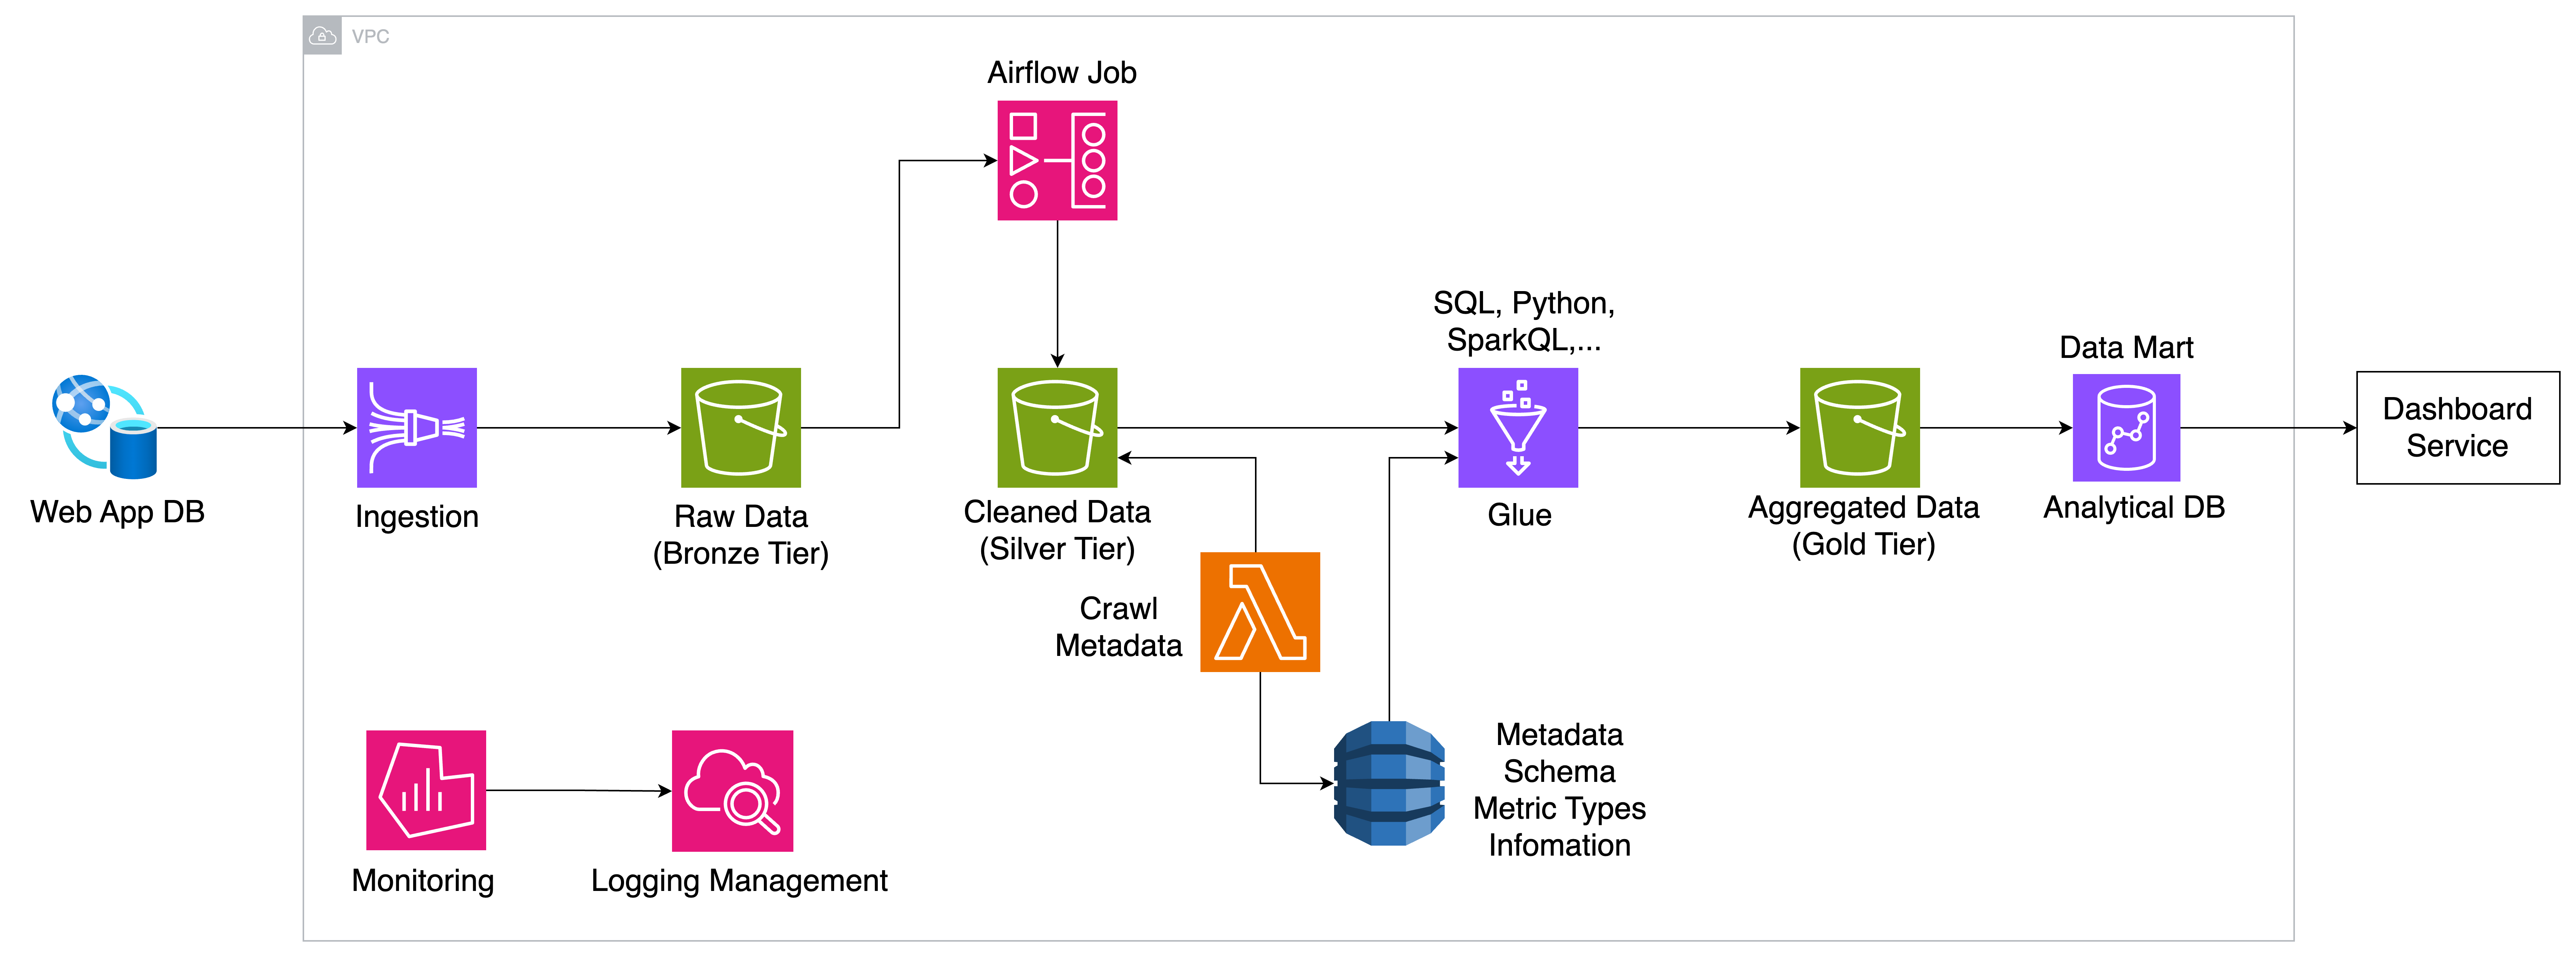 VPC
Airflow Job
SQL, Python,
SparkQL,...
Data Mart
Dashboard
Service
Web App DB
Ingestion
Raw Data
(Bronze Tier)
Cleaned Data
(Silver Tier)
Glue
Aggregated Data
(Gold Tier)
Analytical DB
Crawl
Metadata
Metadata
Schema
Metric Types
Infomation
Monitoring
Logging Management